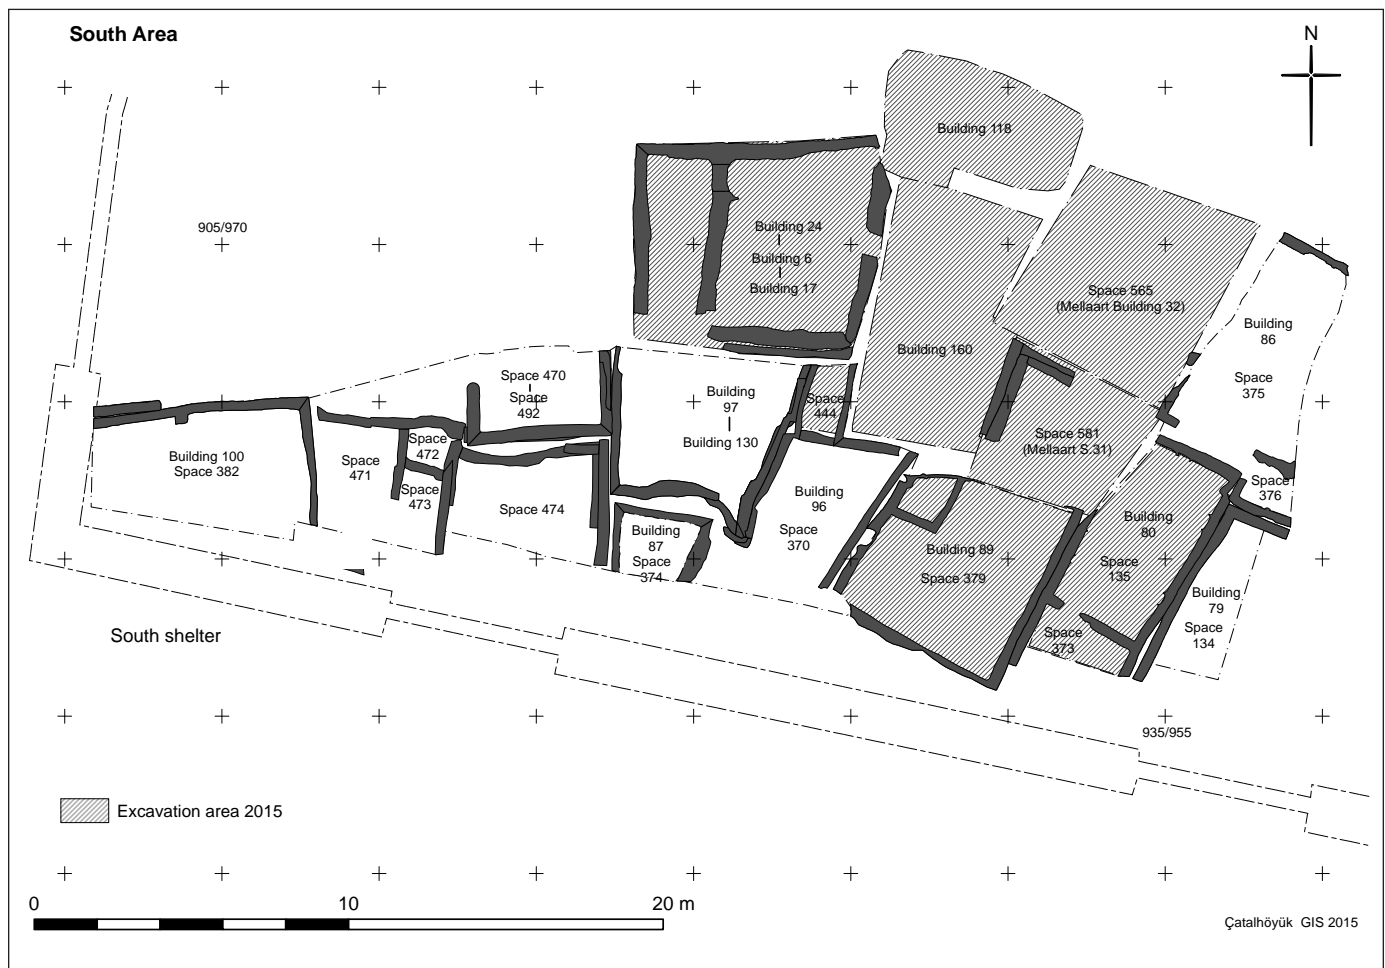 South Area
N
Building 118
905/970
Building 24
Building 6
Building 17
Space 565
(Mellaart Building 32)
Building
86
Space
375
Building 160
Space 470
Space
492
Building
97
Building 130
Space
444
Space 581
(Mellaart S.31)
Building 100
Space 382
Space
471
Space
472
Space
473
Space 474
Building
87
Space
374
Building
96
Space
370
Building 89
Space 379
Building
80
Space
135
Space
376
Space
373
Building
79
Space
134
South shelter
935/955
Excavation area 2015
0
10
20 m
Çatalhöyük GIS 2015